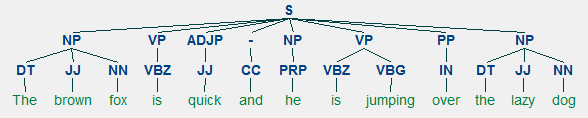 S
NP VP ADJP - NP VP PP NP
DT JJ NN VBZ JJ CC PRP VBZ VBG IN DT JJ NN
The brown fox is quick and he is jumping over the lazy dog